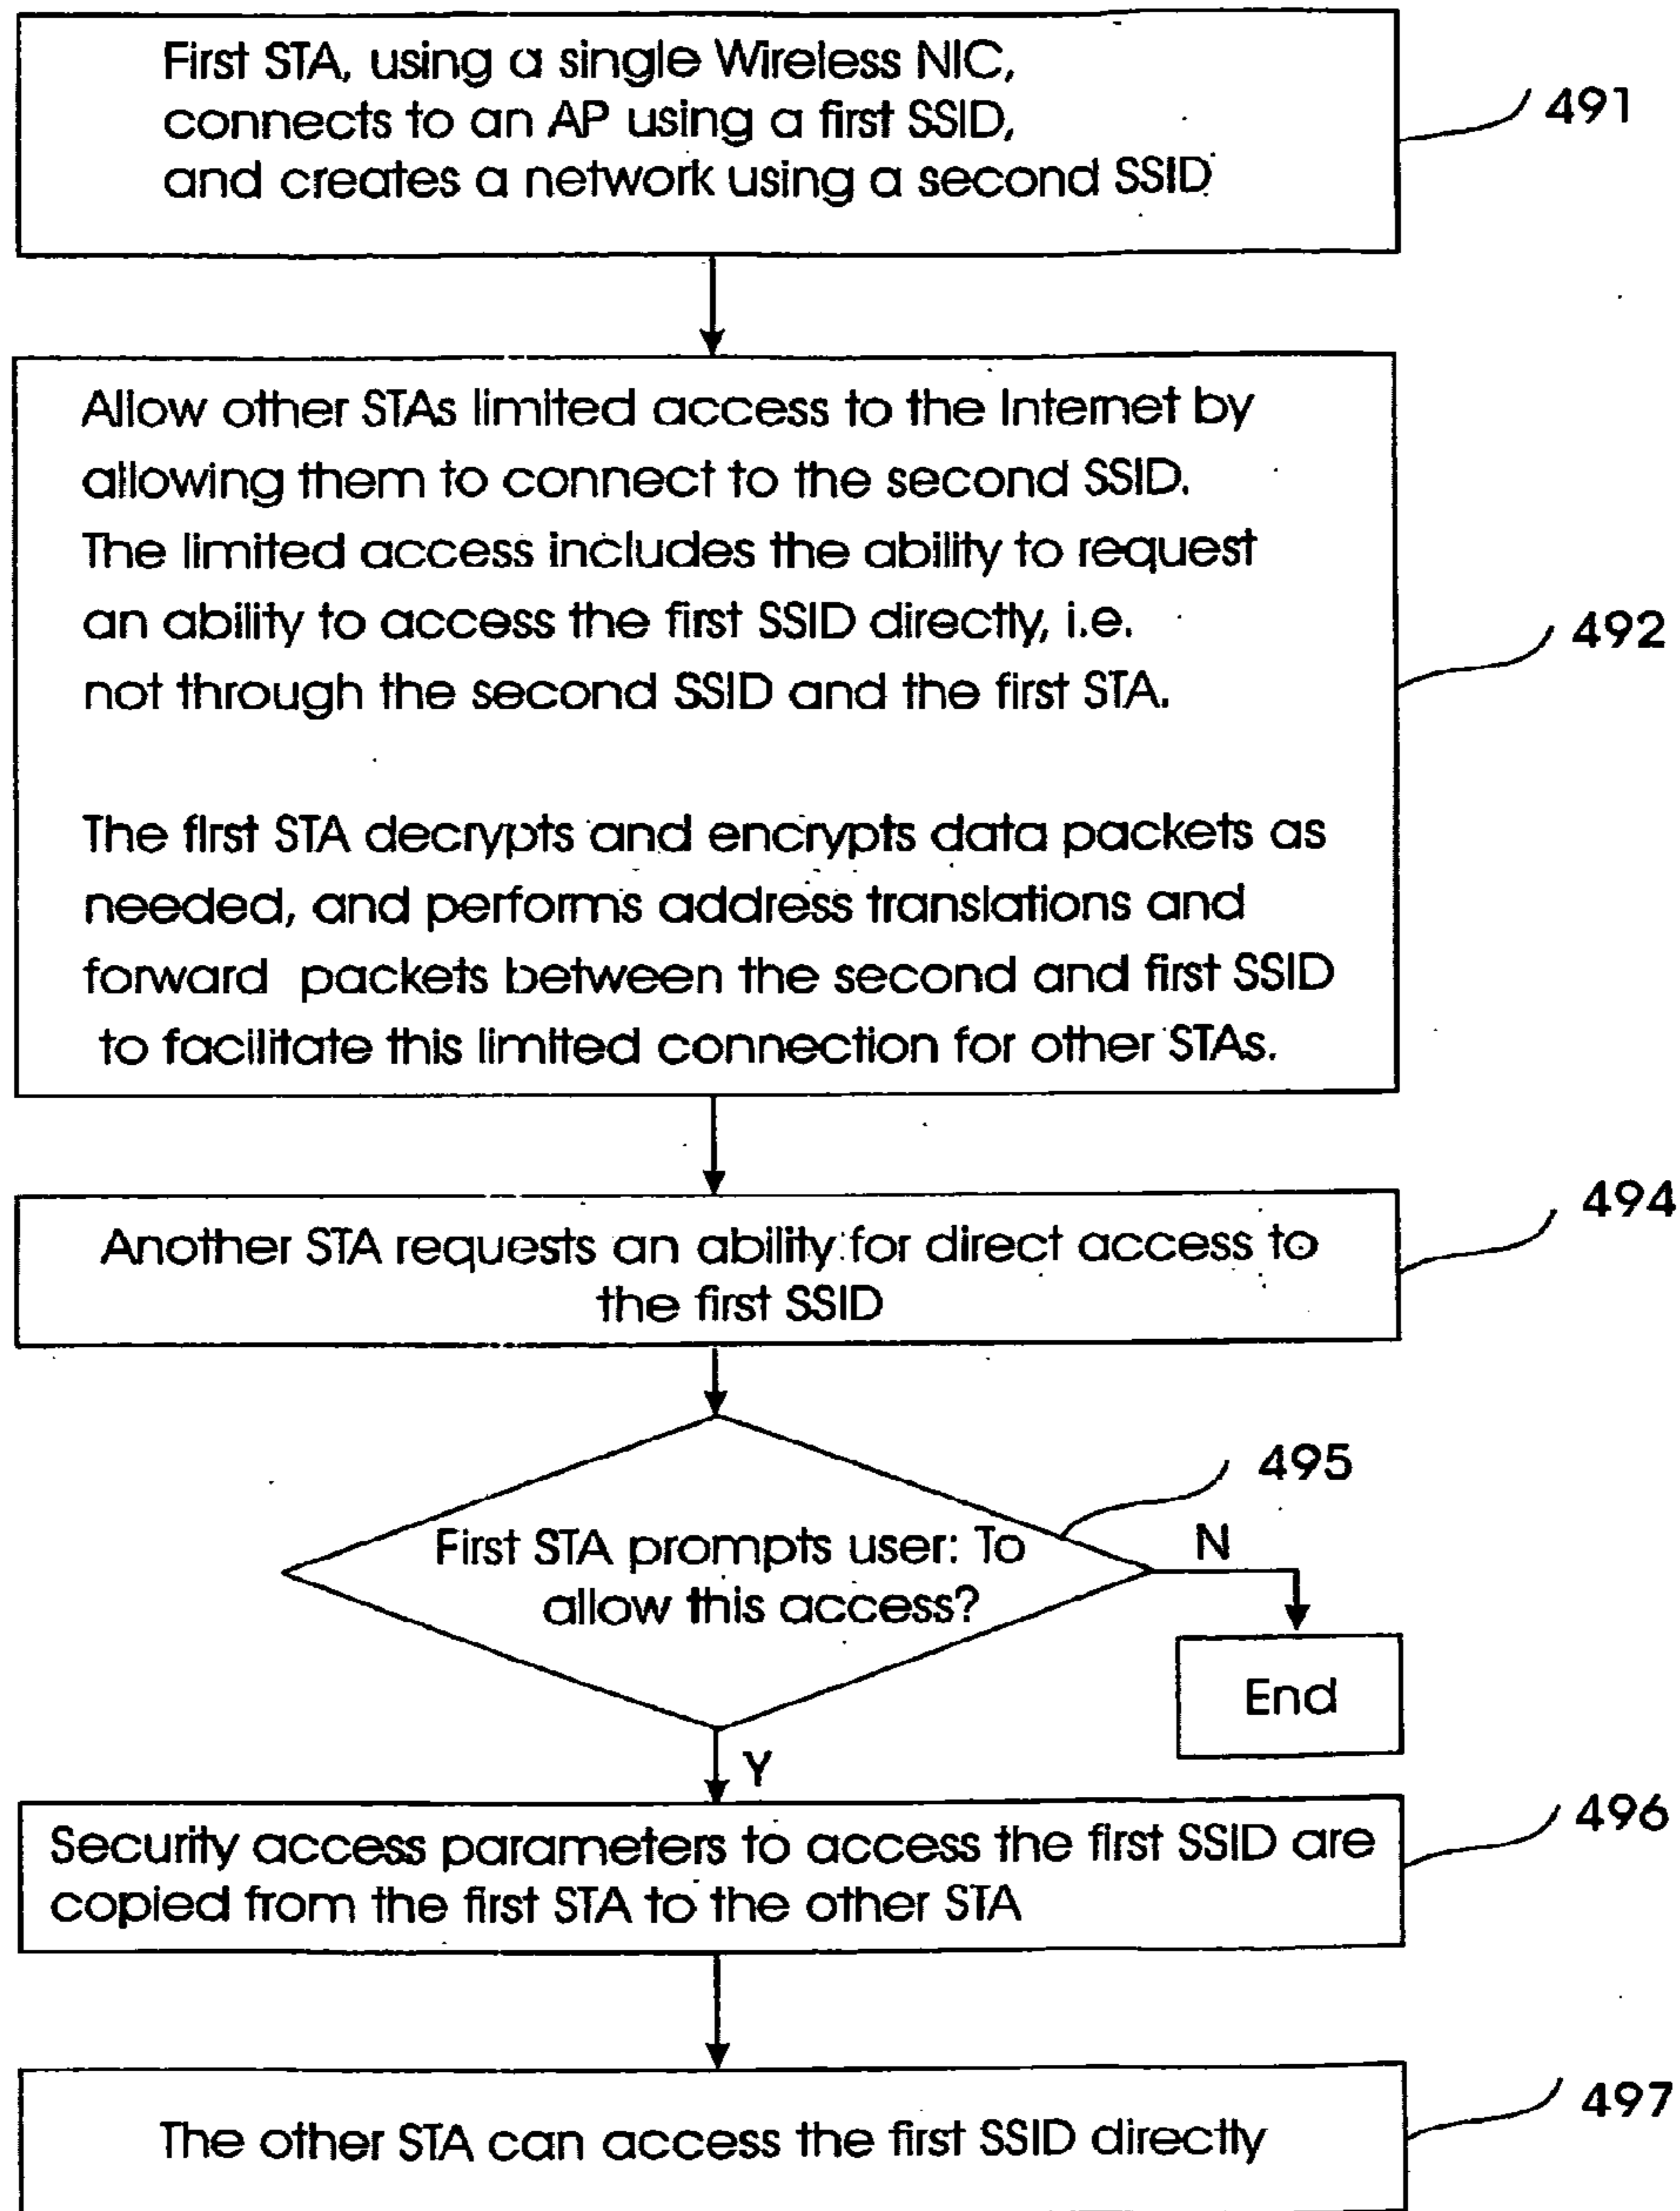 First STA, using a single Wireless NIC,
connects to an AP using a first SSID,
and creates a network using a second SSID
491
Allow other STAs limited access to the Internet by
allowing them to connect to the second SSID.
The limited access includes the ability to request
an ability to access the first SSID directly, i.e.
not through the second SSID and the first STA.
492
The first STA decrypts and encrypts data packets as
needed, and performs address translations and
forward packets between the second and first SSID
to facilitate this limited connection for other STAs.
494
Another STA requests an ability for direct access to
the first SSID
495
First STA prompts user: To
allow this access?
N
End
Y
496
Security access parameters to access the first SSID are
copied from the first STA to the other STA
497
The other STA can access the first SSID directly